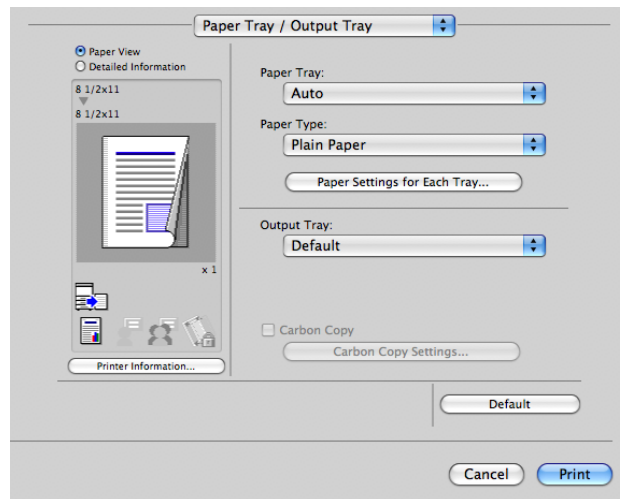 Paper Tray / Output Tray
Paper View
Detailed Information
8 1/2x11
8 1/2x11
x 1
Printer Information...
Paper Tray:
Auto
Paper Type:
Plain Paper
Paper Settings for Each Tray...
Output Tray:
Default
Carbon Copy
Carbon Copy Settings...
Default
Cancel
Print